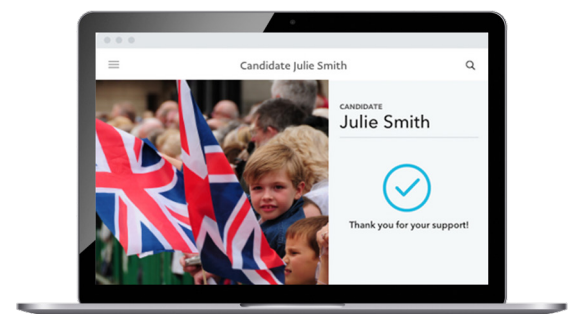 Candidate Julie Smith
CANDIDATE
Julie Smith
Thank you for your support!